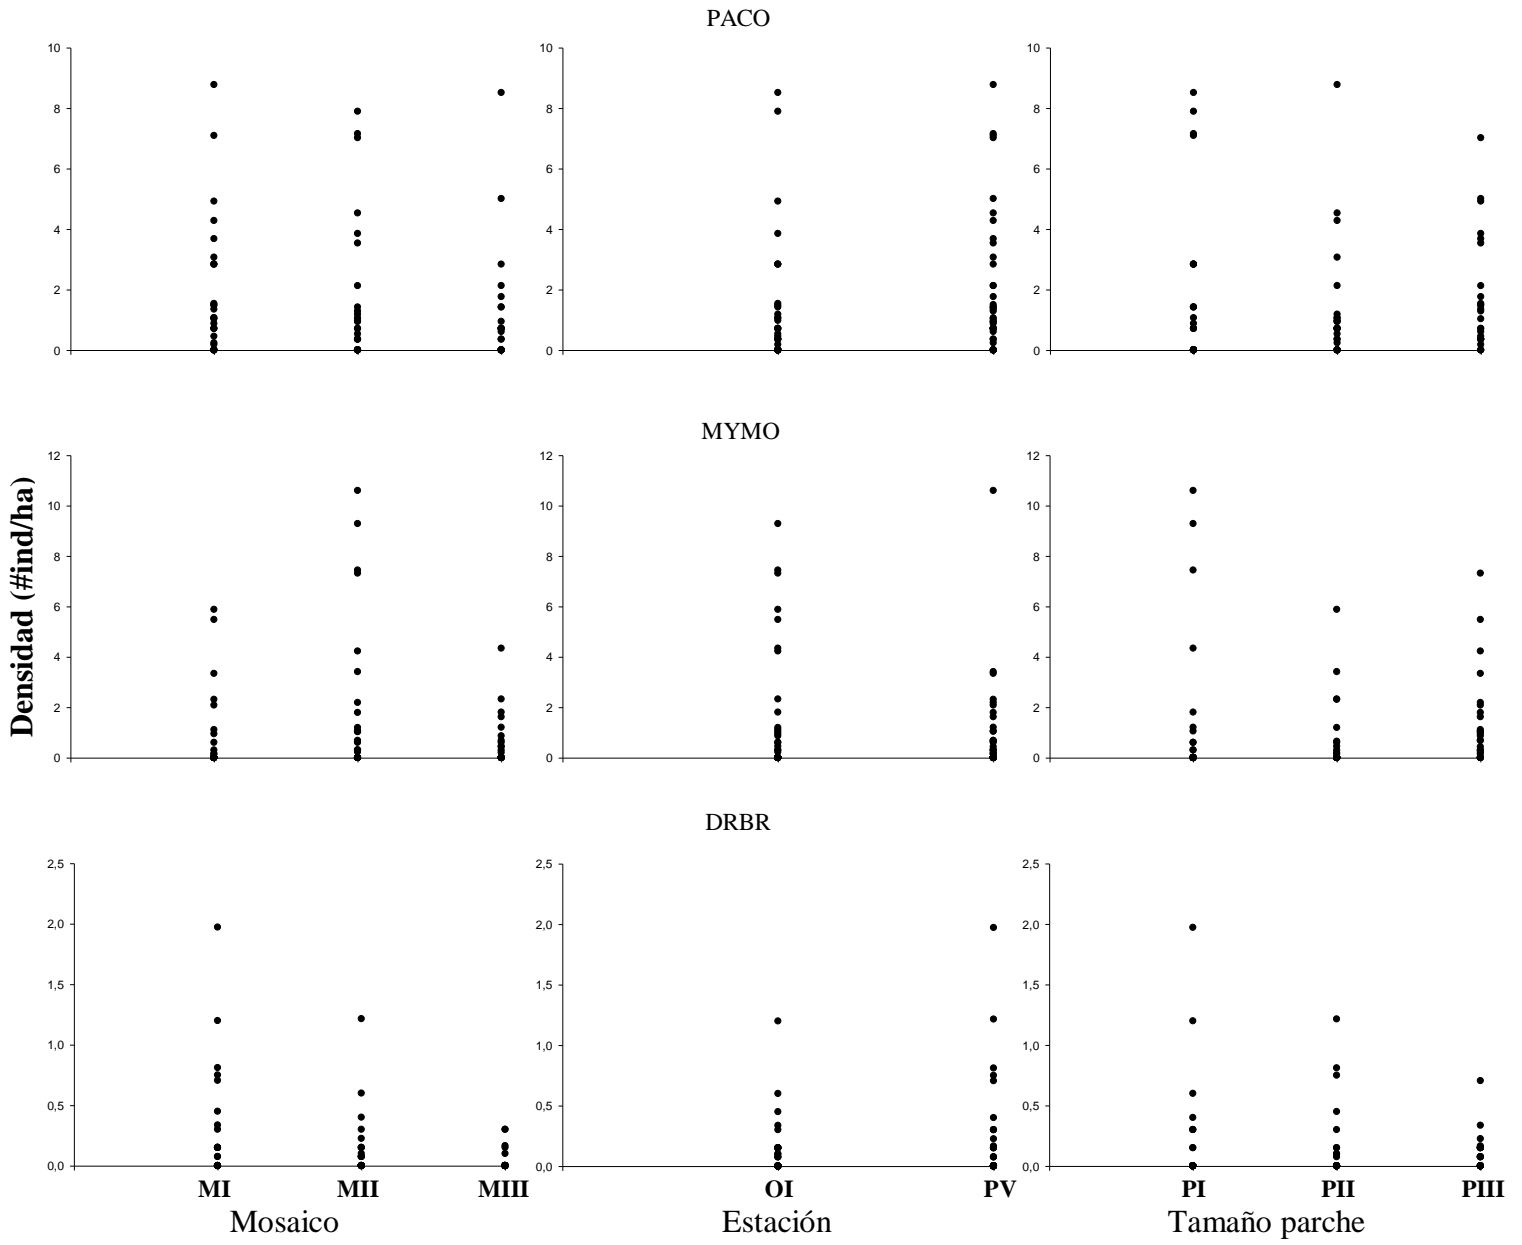 PACO
10 10 10
8 8 8
6 6 6
4 4 4
2 2 2
0 0 0
MYMO
12 12 12
10 10 10
8 8 8
6 6 6
4 4 4
2 2 2
0 0 0
Densidad (#ind/ha)
DRBR
2,5 2,5 2,5
2,0 2,0 2,0
1,5 1,5 1,5
1,0 1,0 1,0
0,5 0,5 0,5
0,0 0,0 0,0
MI MII MIII OI PV PI PII PIII
Mosaico Estación Tamaño parche